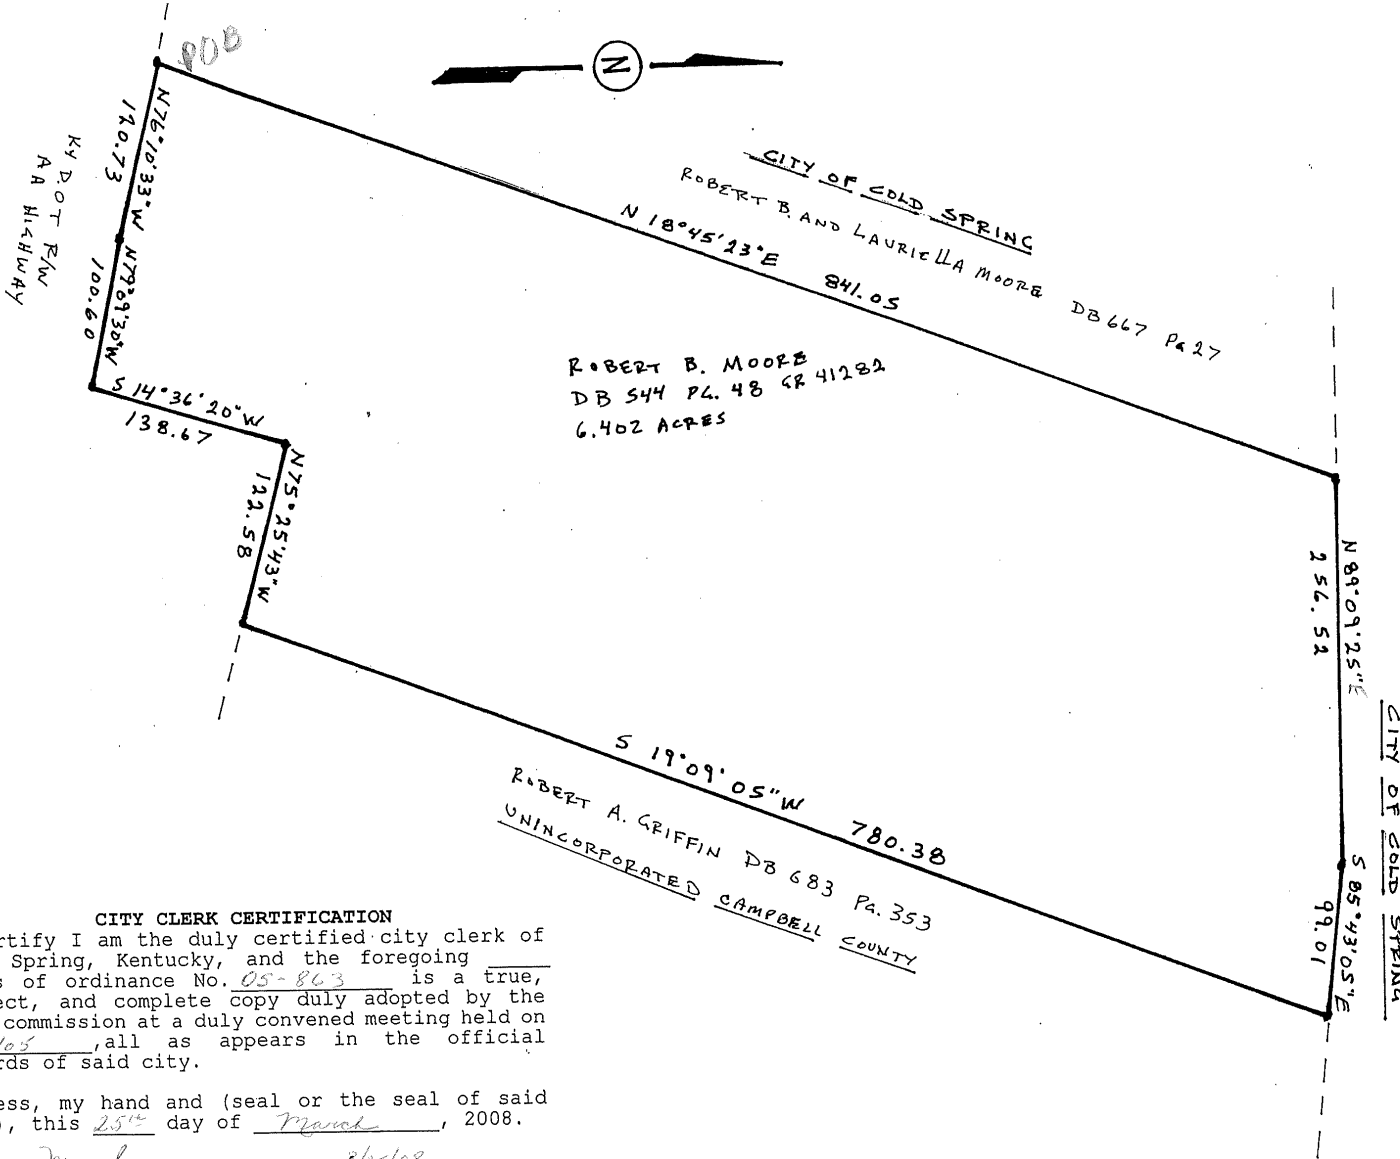 POB
N
N76°10'33"W
120.73
KY D.O.T R/W
AA HIGHWAY
N79°09'30"W
100.60
S 14°36'20"W
138.67
N75°25'43"W
122.58
CITY OF COLD SPRING
ROBERT B. AND LAURIELLA MOORE DB 667 PG 27
N 18°45'23"E 841.05
ROBERT B. MOORE
DB 544 PG. 48 GR 41282
6.402 ACRES
N 89°09'25"E
256.52
CITY OF COLD SPRING
S 85°43'05"E
99.01
S 19°09'05"W 780.38
ROBERT A. GRIFFIN DB 683 PG. 353
UNINCORPORATED CAMPBELL COUNTY
CITY CLERK CERTIFICATION
rtify I am the duly certified city clerk of
Spring, Kentucky, and the foregoing
s of ordinance No. 05-863 is a true,
ect, and complete copy duly adopted by the
commission at a duly convened meeting held on
05 ,all as appears in the official
rds of said city.
ess, my hand and (seal or the seal of said
), this 25th day of March, 2008.